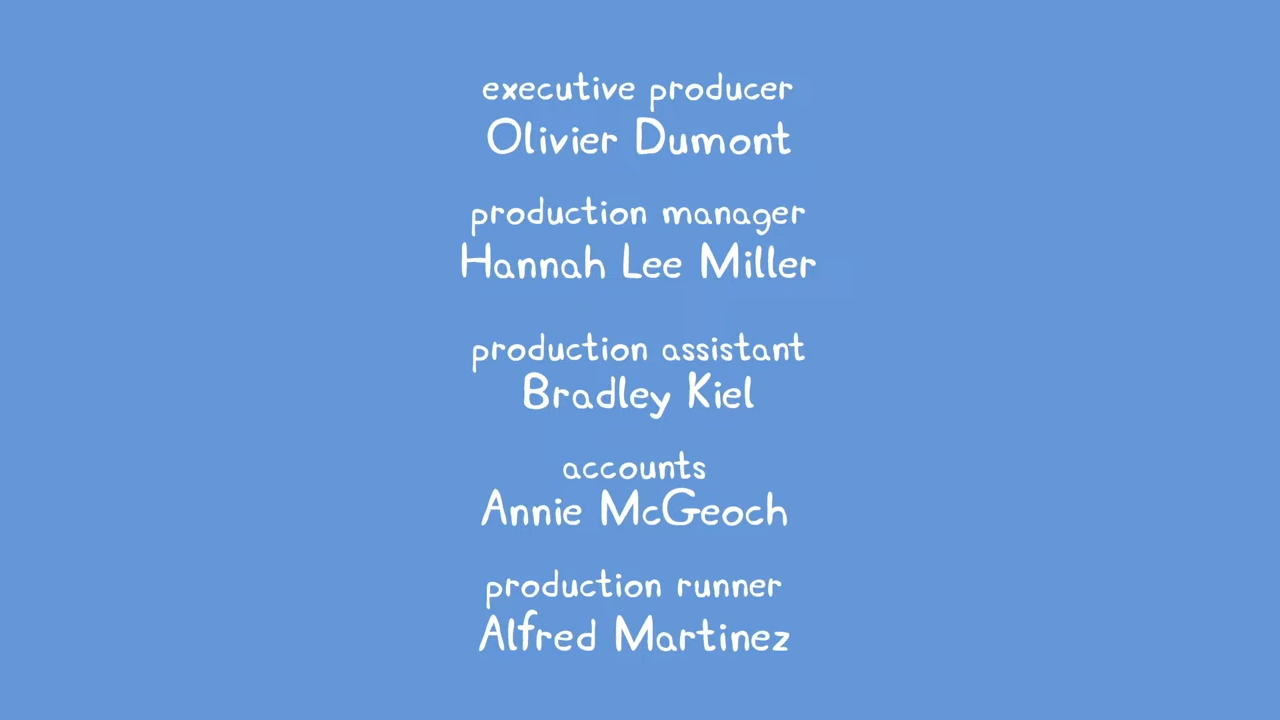 executive producer
Olivier Dumont
production manager
Hannah Lee Miller
production assistant
Bradley Kiel
accounts
Annie McGeoch
production runner
Alfred Martinez